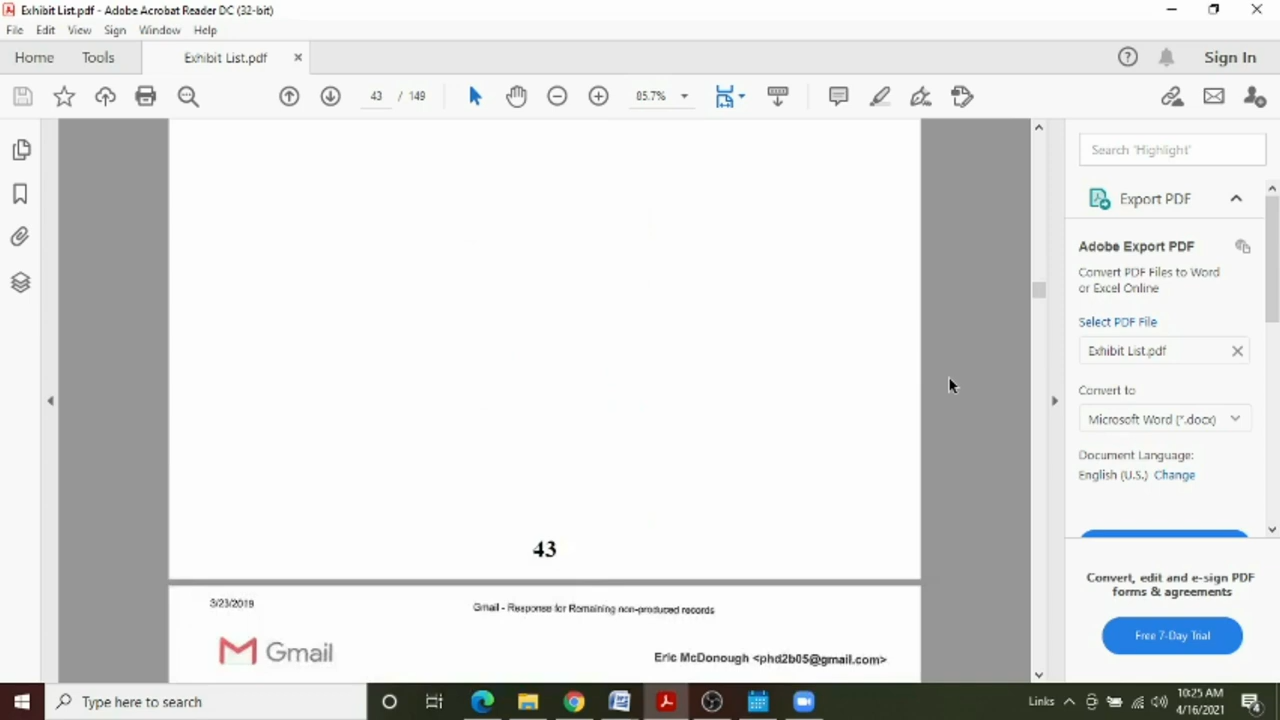 Exhibit List.pdf - Adobe Acrobat Reader DC (32-bit)
File Edit View Sign Window Help
Home Tools Exhibit List.pdf Sign In
43 / 149 85.7%
Search 'Highlight'
Export PDF
Adobe Export PDF
Convert PDF Files to Word
or Excel Online
Select PDF File
Exhibit List.pdf
Convert to
Microsoft Word (*.docx)
Document Language:
English (U.S.) Change
43
Convert, edit and e-sign PDF
forms & agreements
Free 7-Day Trial
3/23/2019 Gmail - Response for Remaining non-produced records
Gmail Eric McDonough <phd2b05@gmail.com>
Type here to search Links 10:25 AM
4/16/2021
4